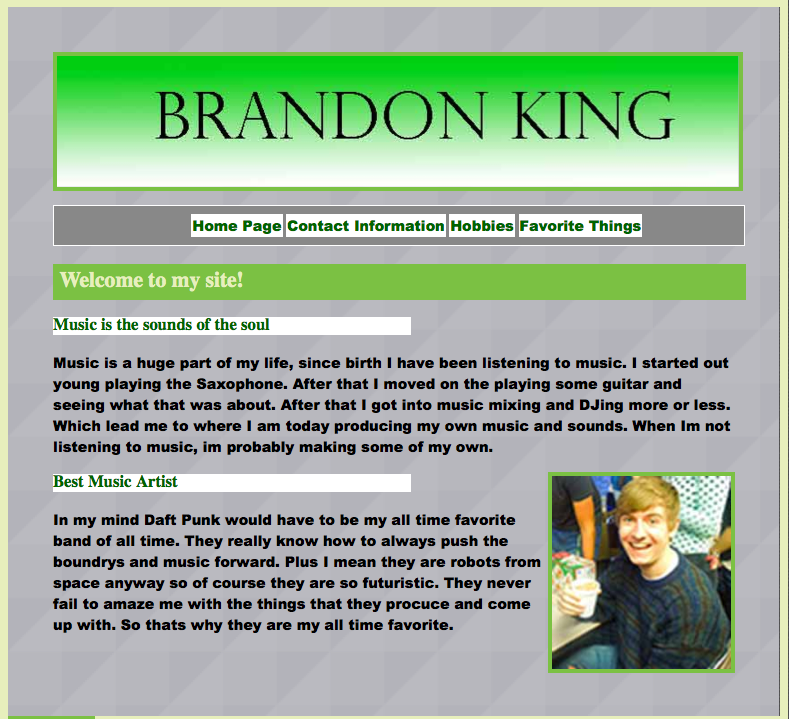 BRANDON KING
Home Page Contact Information Hobbies Favorite Things
Welcome to my site!
Music is the sounds of the soul
Music is a huge part of my life, since birth I have been listening to music. I started out
young playing the Saxophone. After that I moved on the playing some guitar and
seeing what that was about. After that I got into music mixing and DJing more or less.
Which lead me to where I am today producing my own music and sounds. When Im not
listening to music, im probably making some of my own.
Best Music Artist
In my mind Daft Punk would have to be my all time favorite
band of all time. They really know how to always push the
boundrys and music forward. Plus I mean they are robots from
space anyway so of course they are so futuristic. They never
fail to amaze me with the things that they procuce and come
up with. So thats why they are my all time favorite.